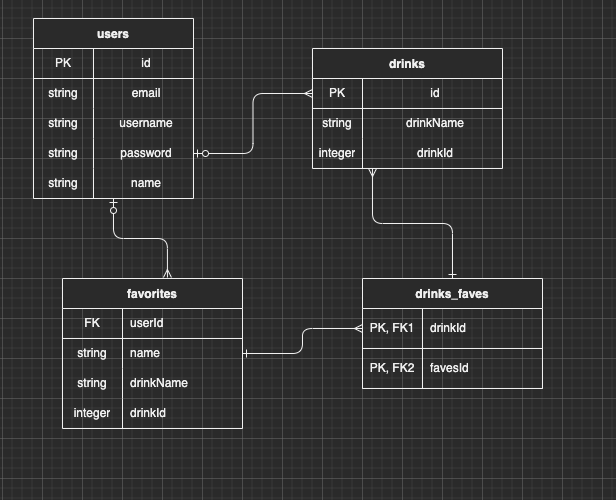 users
PK id
string email
string username
string password
string name
drinks
PK id
string drinkName
integer drinkId
favorites
FK userId
string name
string drinkName
integer drinkId
drinks_faves
PK, FK1 drinkId
PK, FK2 favesId